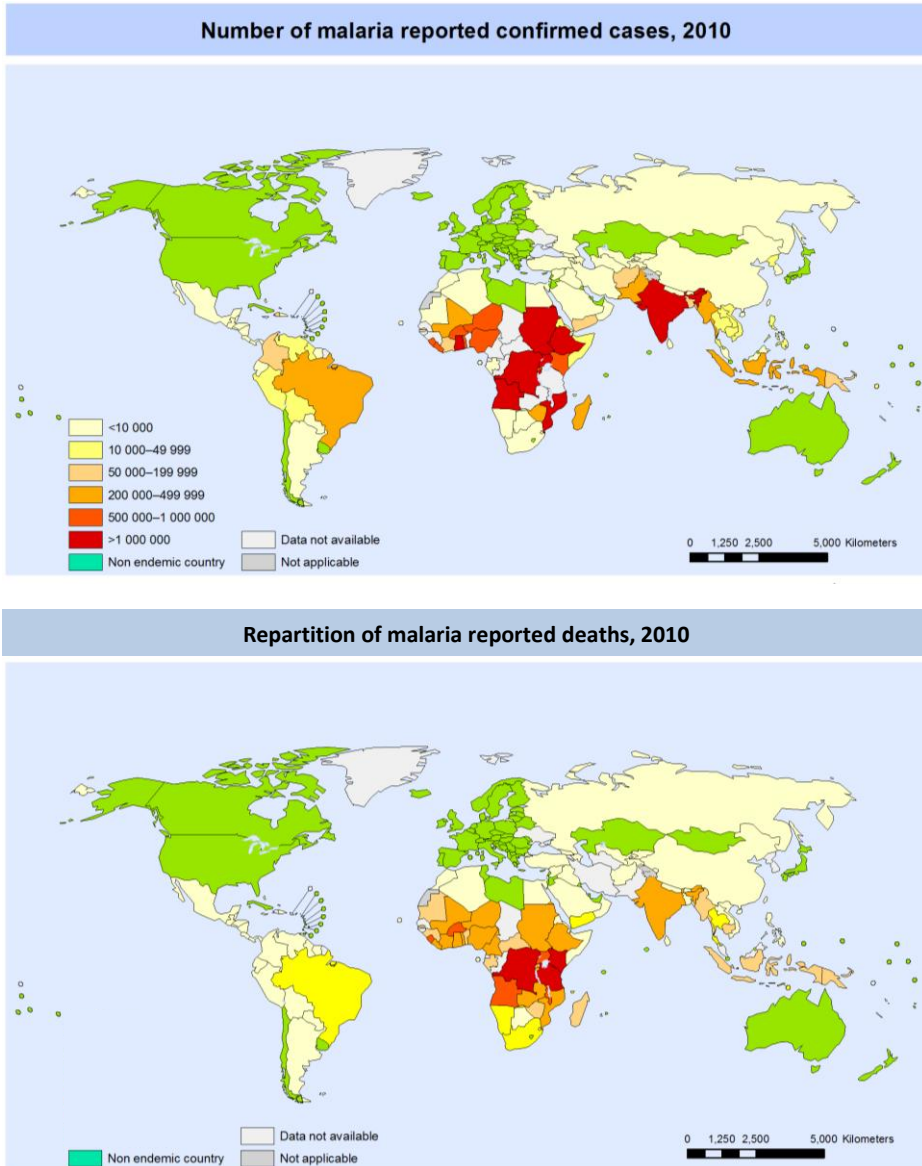 Number of malaria reported confirmed cases, 2010
<10 000
10 000–49 999
50 000–199 999
200 000–499 999
500 000–1 000 000
>1 000 000
Non endemic country
Data not available
Not applicable
0 1,250 2,500 5,000 Kilometers
Repartition of malaria reported deaths, 2010
Data not available
Non endemic country
Not applicable
0 1,250 2,500 5,000 Kilometers